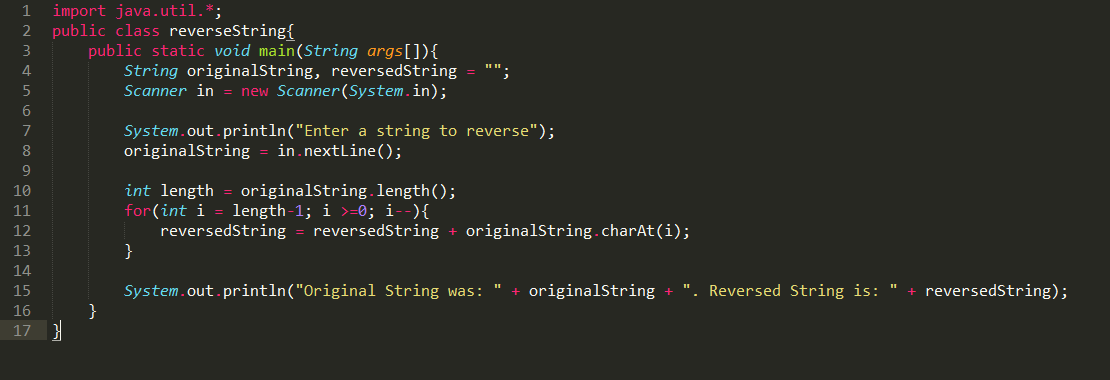 1 import java.util.*;
2 public class reverseString{
3     public static void main(String args[]){
4         String originalString, reversedString = "";
5         Scanner in = new Scanner(System.in);
6
7         System.out.println("Enter a string to reverse");
8         originalString = in.nextLine();
9
10         int length = originalString.length();
11         for(int i = length-1; i >=0; i--){
12             reversedString = reversedString + originalString.charAt(i);
13         }
14
15         System.out.println("Original String was: " + originalString + ". Reversed String is: " + reversedString);
16     }
17 }